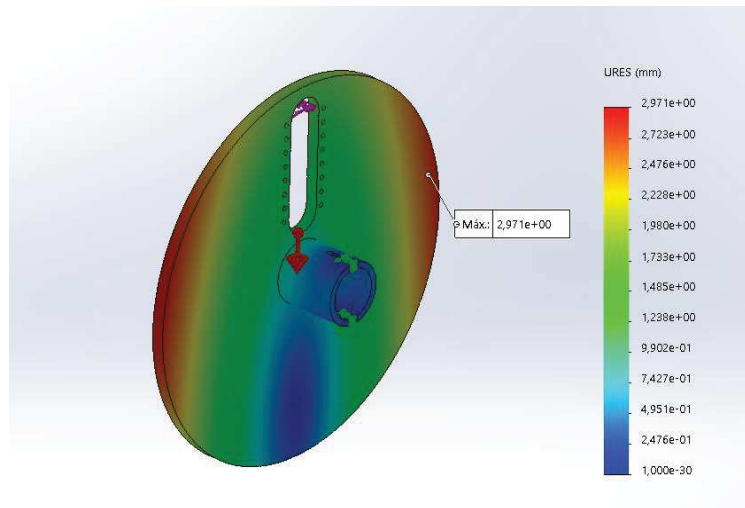 URES (mm)
2,971e+00
2,723e+00
2,476e+00
2,228e+00
1,980e+00
1,733e+00
1,485e+00
1,238e+00
9,902e-01
7,427e-01
4,951e-01
2,476e-01
1,000e-30
Máx.: 2,971e+00